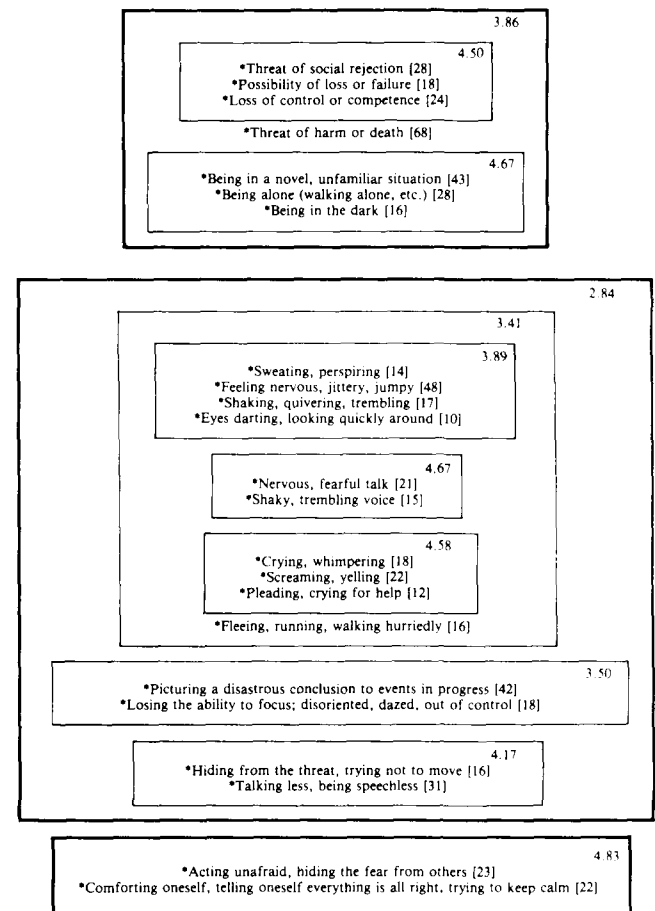 3.86
4.50
*Threat of social rejection [28]
*Possibility of loss or failure [18]
*Loss of control or competence [24]
*Threat of harm or death [68]
4.67
*Being in a novel, unfamiliar situation [43]
*Being alone (walking alone, etc.) [28]
*Being in the dark [16]
2.84
3.41
3.89
*Sweating, perspiring [14]
*Feeling nervous, jittery, jumpy [48]
*Shaking, quivering, trembling [17]
*Eyes darting, looking quickly around [10]
4.67
*Nervous, fearful talk [21]
*Shaky, trembling voice [15]
4.58
*Crying, whimpering [18]
*Screaming, yelling [22]
*Pleading, crying for help [12]
*Fleeing, running, walking hurriedly [16]
3.50
*Picturing a disastrous conclusion to events in progress [42]
*Losing the ability to focus; disoriented, dazed, out of control [18]
4.17
*Hiding from the threat, trying not to move [16]
*Talking less, being speechless [31]
4.83
*Acting unafraid, hiding the fear from others [23]
*Comforting oneself, telling oneself everything is all right, trying to keep calm [22]